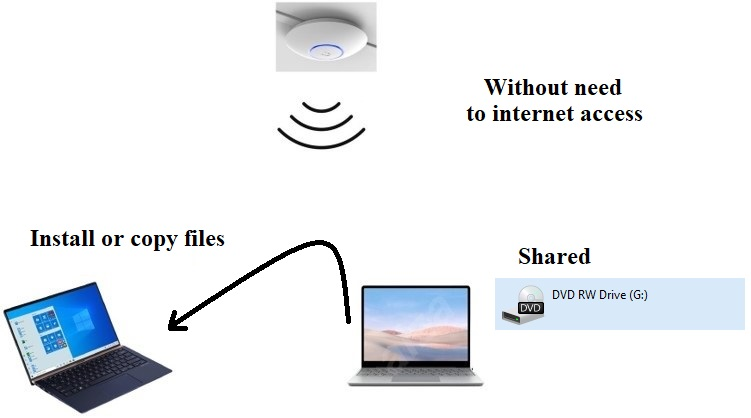 Without need
to internet access
Install or copy files
Shared
DVD RW Drive (G:)
DVD